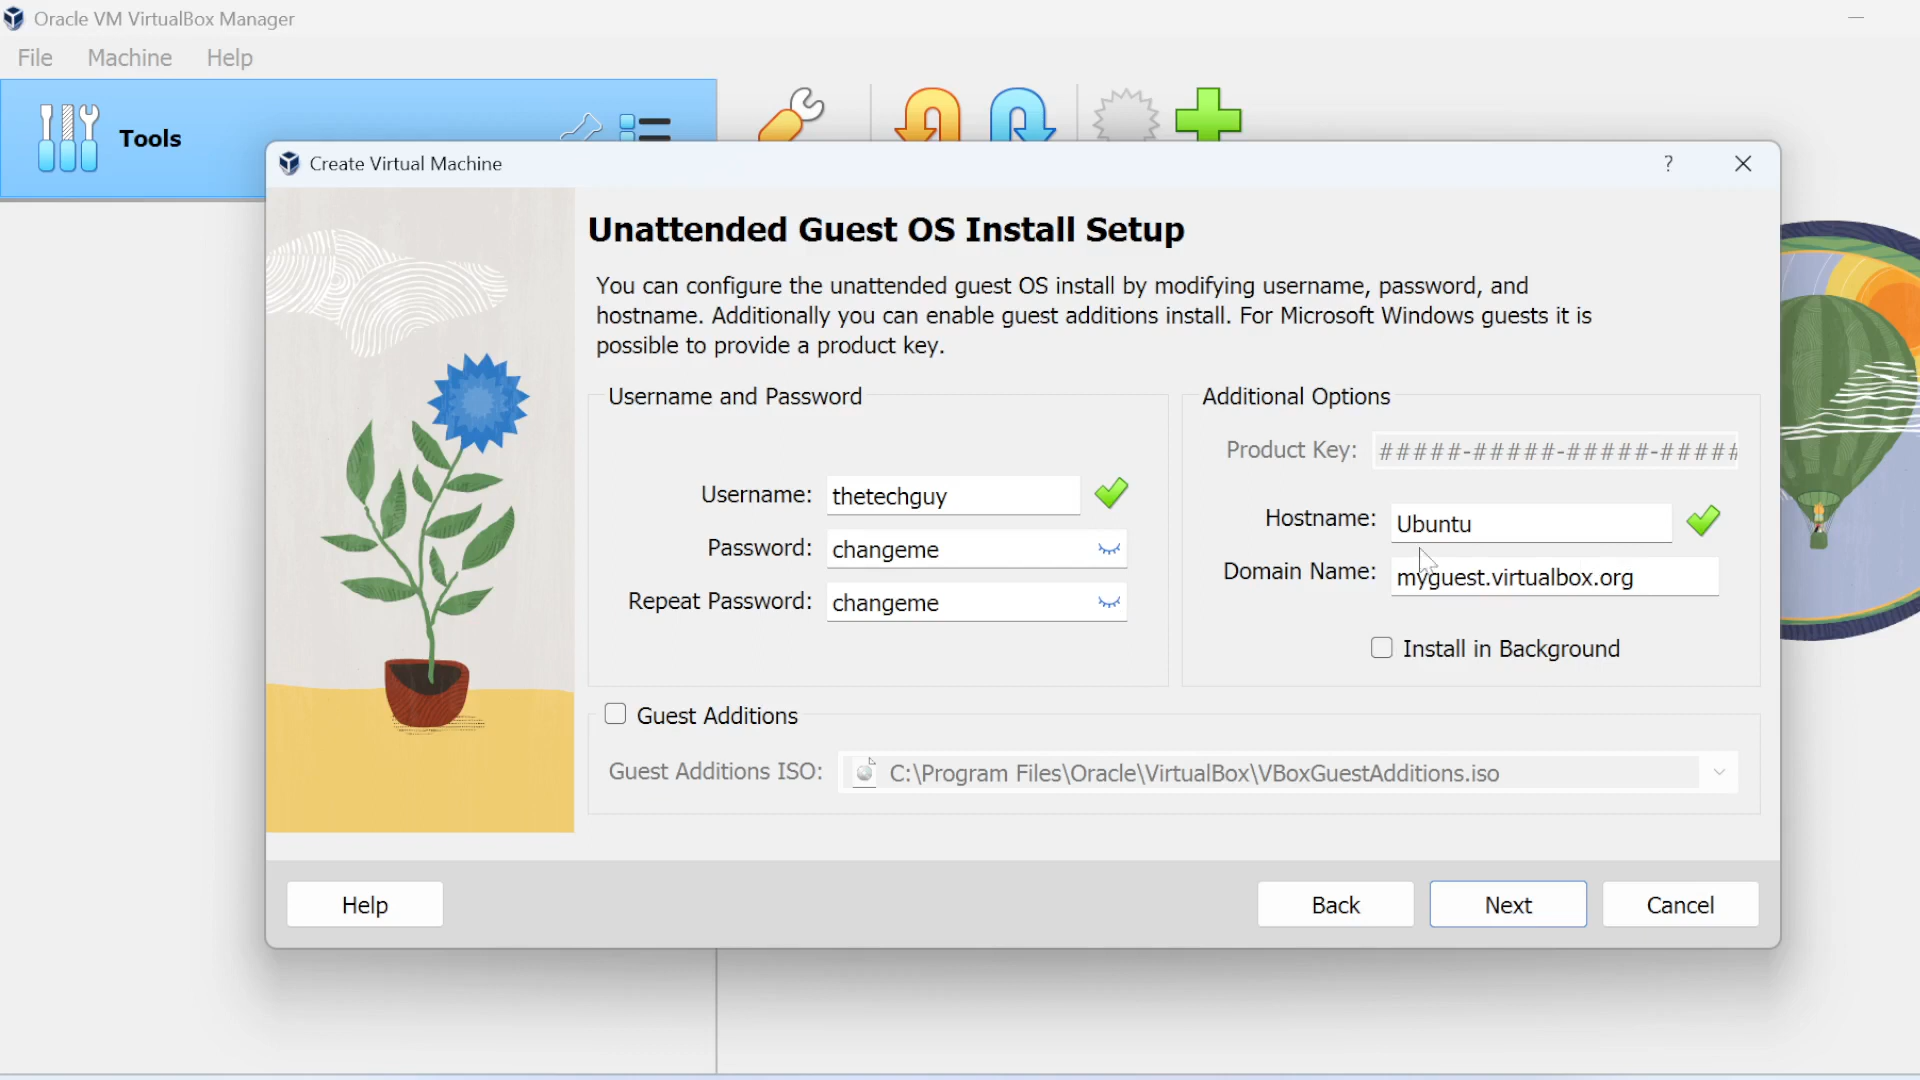 Oracle VM VirtualBox Manager
File Machine Help
Tools
Create Virtual Machine
?
Unattended Guest OS Install Setup
You can configure the unattended guest OS install by modifying username, password, and
hostname. Additionally you can enable guest additions install. For Microsoft Windows guests it is
possible to provide a product key.
Username and Password
Username: thetechguy
Password: changeme
Repeat Password: changeme
Additional Options
Product Key: #####-#####-#####-#####
Hostname: Ubuntu
Domain Name: myguest.virtualbox.org
Install in Background
Guest Additions
Guest Additions ISO: C:\Program Files\Oracle\VirtualBox\VBoxGuestAdditions.iso
Help
Back
Next
Cancel